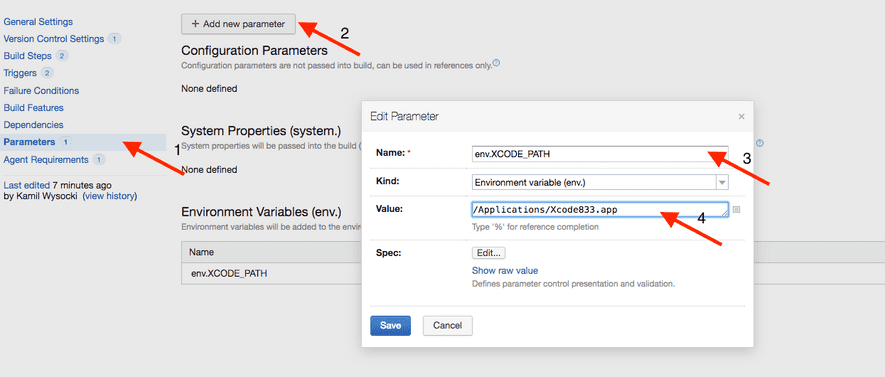 General Settings
Version Control Settings 1
Build Steps 2
Triggers 2
Failure Conditions
Build Features
Dependencies
Parameters 1
Agent Requirements 1
Last edited 7 minutes ago
by Kamil Wysocki (view history)
1
+ Add new parameter
2
Configuration Parameters
Configuration parameters are not passed into build, can be used in references only. ?
None defined
System Properties (system.)
System properties will be passed into the build (
?
None defined
Environment Variables (env.)
Environment variables will be added to the
Name
env.XCODE_PATH
Edit Parameter ×
Name: * env.XCODE_PATH
3
Kind: Environment variable (env.)
Value: /Applications/Xcode833.app
4
Type '%' for reference completion
Spec: Edit...
Show raw value
Defines parameter control presentation and validation.
Save Cancel